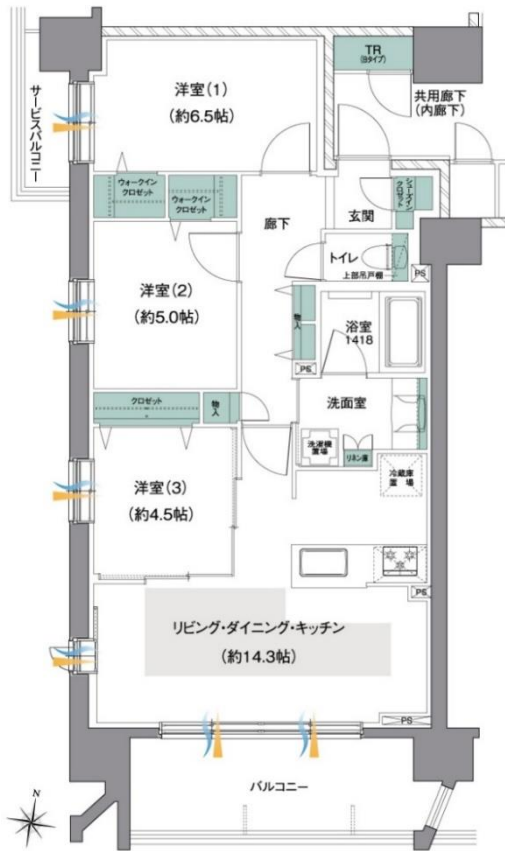 TR
(Bタイプ)
共用廊下
(内廊下)
洋室(1)
(約6.5帖)
サービスバルコニー
ウォークイン
クロゼット
ウォークイン
クロゼット
シューズイン
クロゼット
玄関
廊下
トイレ
上部吊戸棚
PS
洋室(2)
(約5.0帖)
物入
浴室
1418
PS
クロゼット
物入
洗面室
洗濯機
置場
リネン庫
冷蔵庫
置場
洋室(3)
(約4.5帖)
PS
リビング・ダイニング・キッチン
(約14.3帖)
PS
バルコニー
N